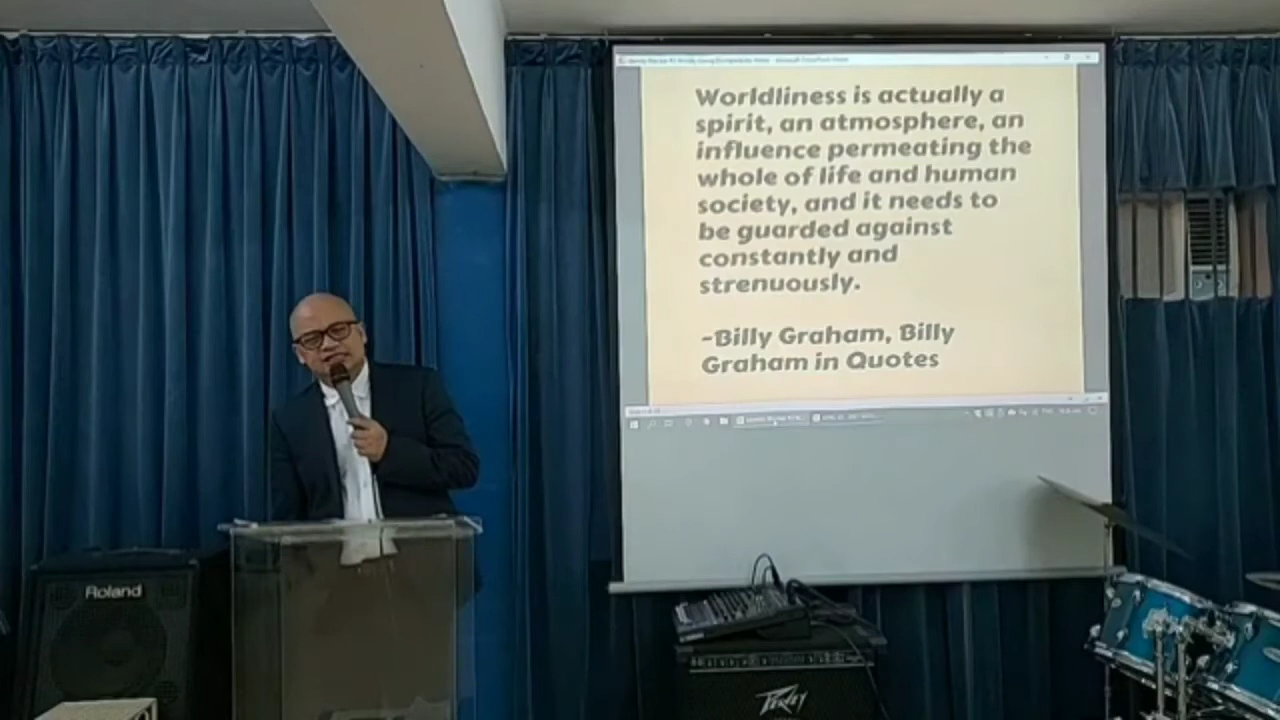 Worldliness is actually a
spirit, an atmosphere, an
influence permeating the
whole of life and human
society, and it needs to
be guarded against
constantly and
strenuously.
-Billy Graham, Billy
Graham in Quotes
Roland
PEAVEY